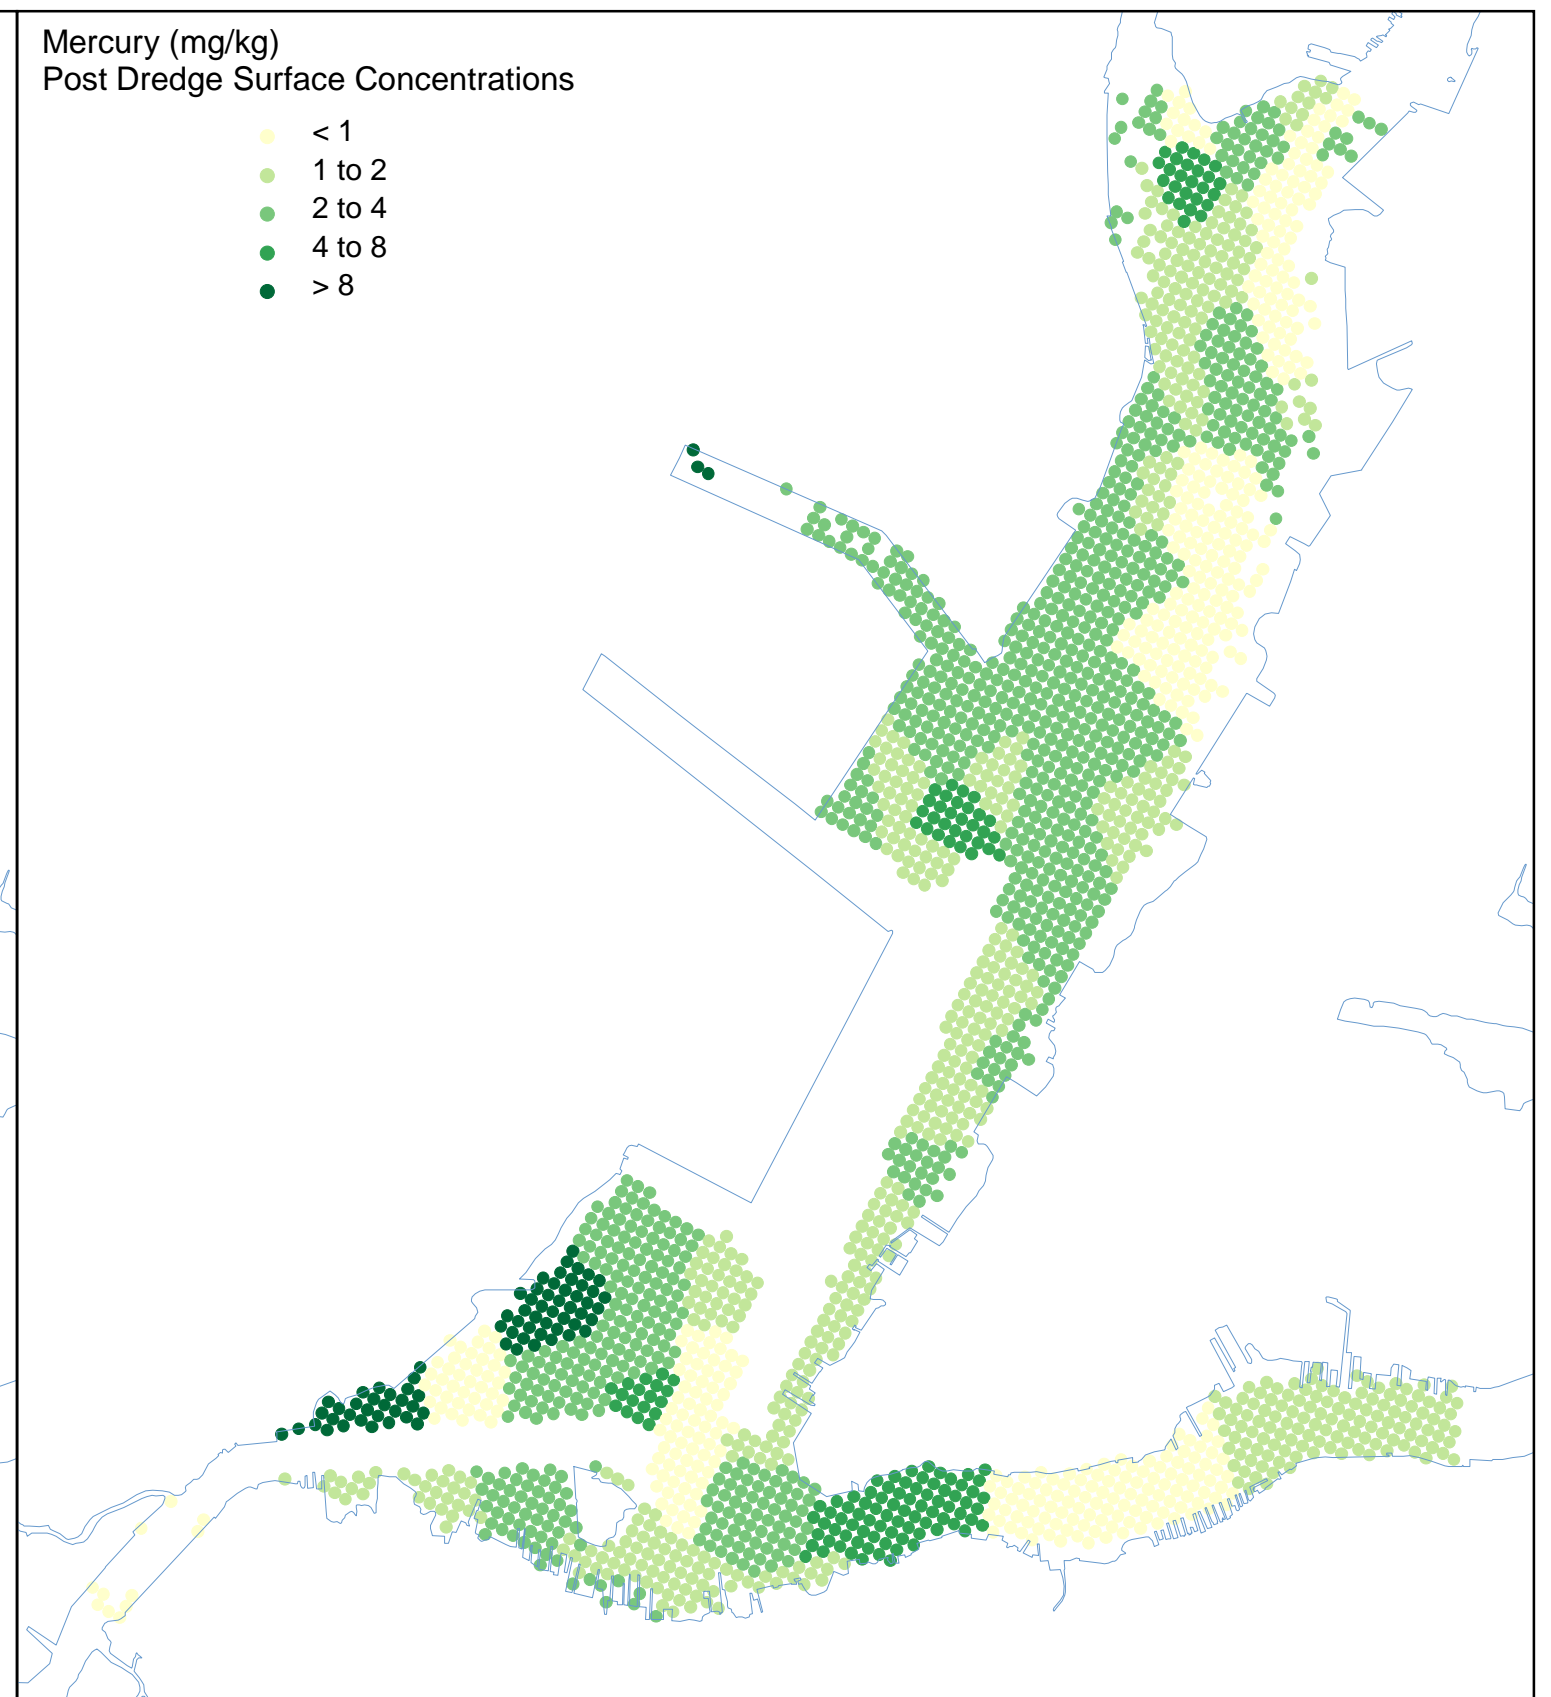 Mercury (mg/kg)
Post Dredge Surface Concentrations
< 1
1 to 2
2 to 4
4 to 8
> 8